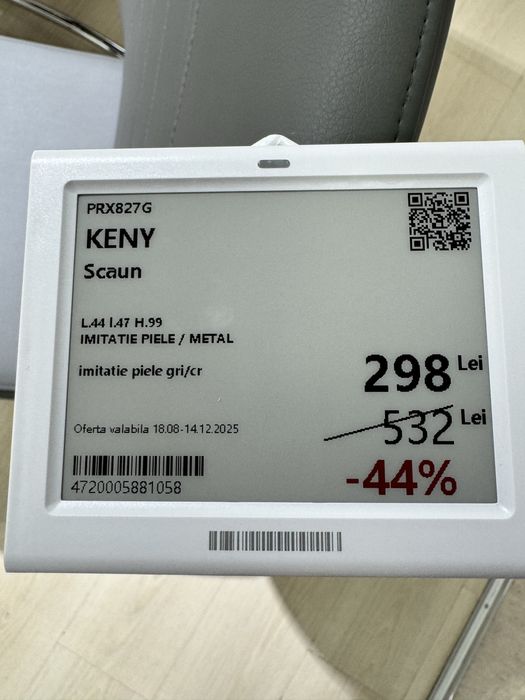 PRX827G
KENY
Scaun
L.44 l.47 H.99
IMITATIE PIELE / METAL
imitatie piele gri/cr
298 Lei
532 Lei
Oferta valabila 18.08-14.12.2025
-44%
4720005881058